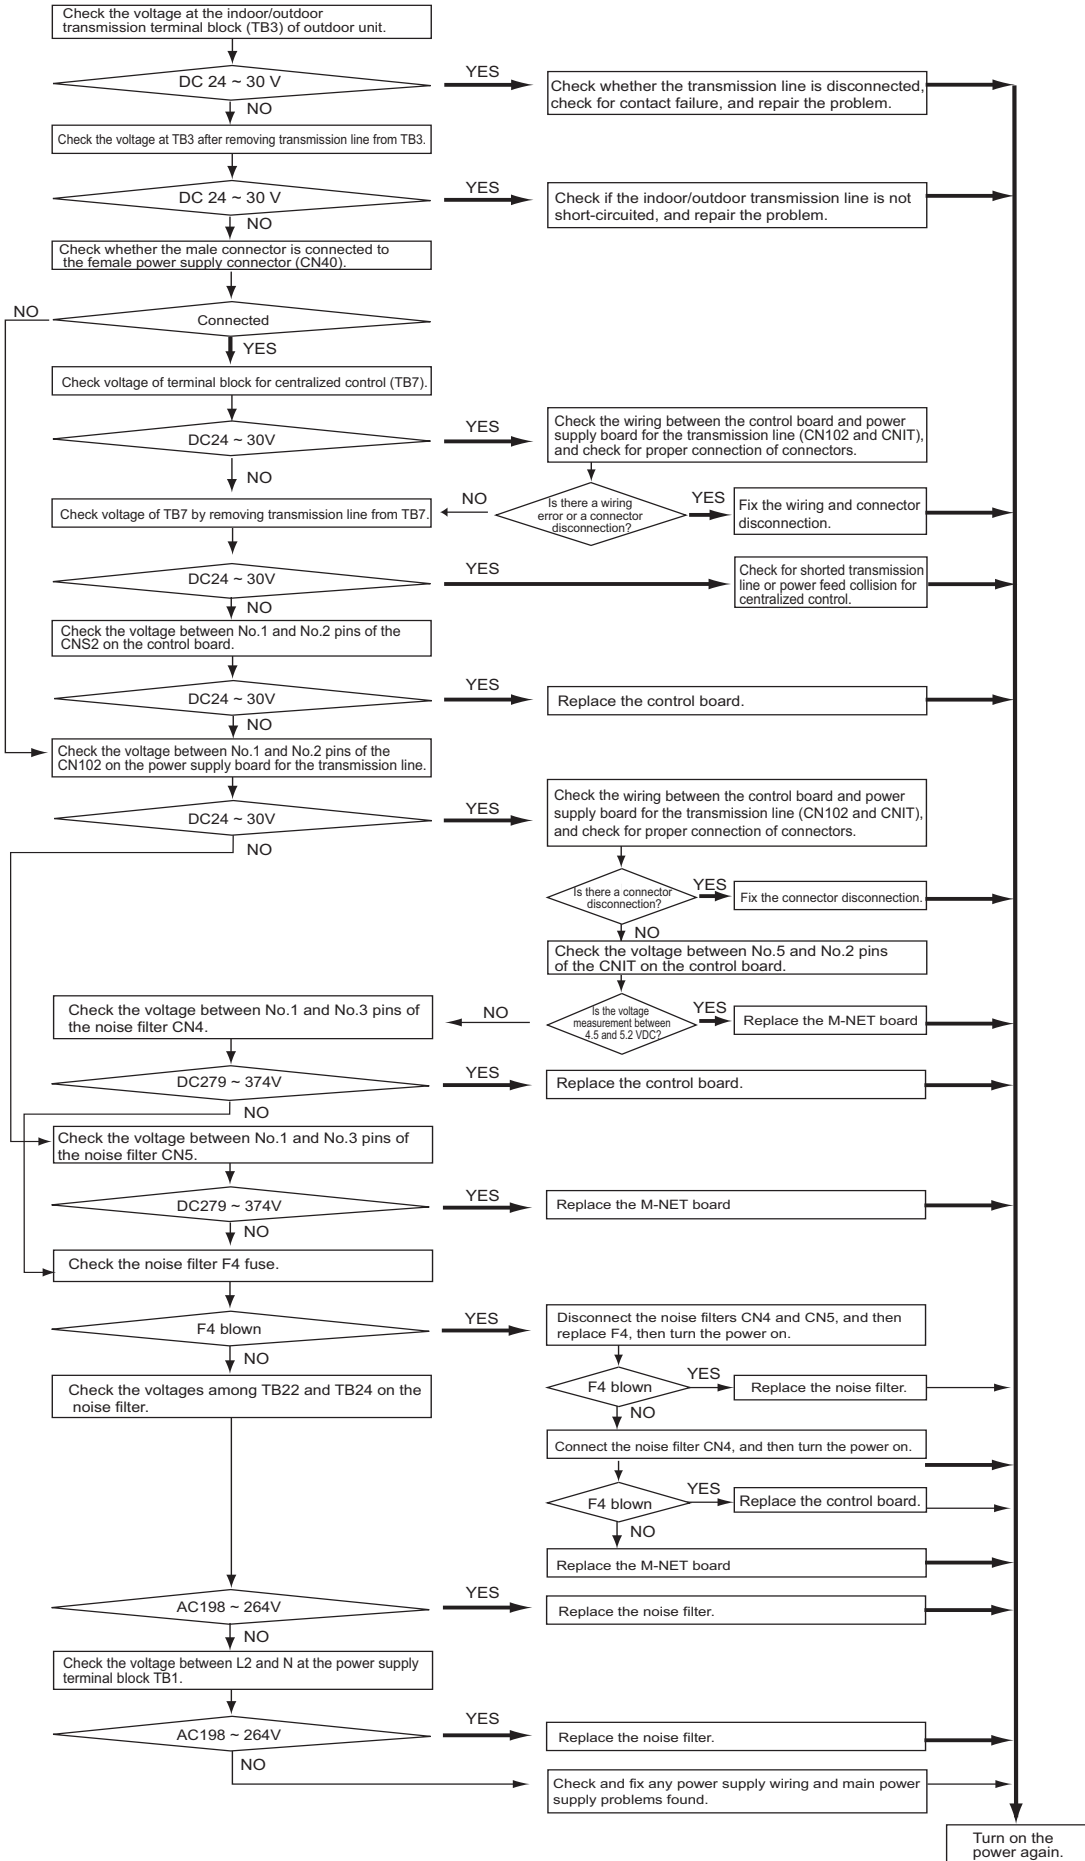 Check the voltage at the indoor/outdoor
transmission terminal block (TB3) of outdoor unit.
DC 24 ~ 30 V
YES
Check whether the transmission line is disconnected,
check for contact failure, and repair the problem.
NO
Check the voltage at TB3 after removing transmission line from TB3.
DC 24 ~ 30 V
YES
Check if the indoor/outdoor transmission line is not
short-circuited, and repair the problem.
NO
Check whether the male connector is connected to
the female power supply connector (CN40).
NO
Connected
YES
Check voltage of terminal block for centralized control (TB7).
DC24 ~ 30V
YES
Check the wiring between the control board and power
supply board for the transmission line (CN102 and CNIT),
and check for proper connection of connectors.
NO
Is there a wiring
error or a connector
disconnection?
YES
Fix the wiring and connector
disconnection.
NO
Check voltage of TB7 by removing transmission line from TB7.
DC24 ~ 30V
YES
Check for shorted transmission
line or power feed collision for
centralized control.
NO
Check the voltage between No.1 and No.2 pins of the
CNS2 on the control board.
DC24 ~ 30V
YES
Replace the control board.
NO
Check the voltage between No.1 and No.2 pins of the
CN102 on the power supply board for the transmission line.
DC24 ~ 30V
YES
Check the wiring between the control board and power
supply board for the transmission line (CN102 and CNIT),
and check for proper connection of connectors.
NO
Is there a connector
disconnection?
YES
Fix the connector disconnection.
NO
Check the voltage between No.5 and No.2 pins
of the CNIT on the control board.
Is the voltage
measurement between
4.5 and 5.2 VDC?
YES
Replace the M-NET board
NO
Check the voltage between No.1 and No.3 pins of
the noise filter CN4.
DC279 ~ 374V
YES
Replace the control board.
NO
Check the voltage between No.1 and No.3 pins of
the noise filter CN5.
DC279 ~ 374V
YES
Replace the M-NET board
NO
Check the noise filter F4 fuse.
F4 blown
YES
Disconnect the noise filters CN4 and CN5, and then
replace F4, then turn the power on.
NO
F4 blown
YES
Replace the noise filter.
NO
Check the voltages among TB22 and TB24 on the
noise filter.
Connect the noise filter CN4, and then turn the power on.
F4 blown
YES
Replace the control board.
NO
Replace the M-NET board
AC198 ~ 264V
YES
Replace the noise filter.
NO
Check the voltage between L2 and N at the power supply
terminal block TB1.
AC198 ~ 264V
YES
Replace the noise filter.
NO
Check and fix any power supply wiring and main power
supply problems found.
Turn on the
power again.